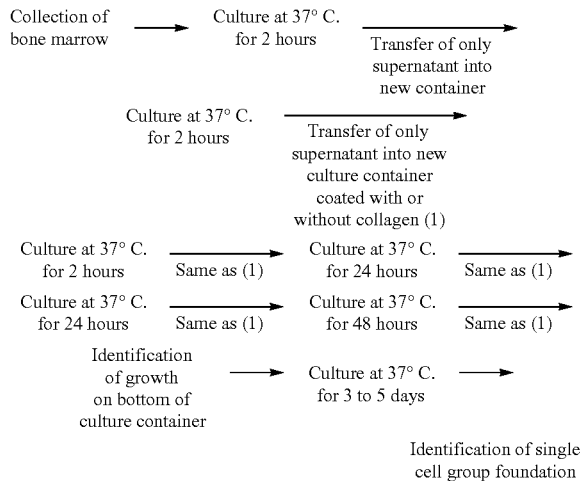 Collection of
bone marrow
Culture at 37° C.
for 2 hours
Transfer of only
supernatant into
new container
Culture at 37° C.
for 2 hours
Transfer of only
supernatant into new
culture container
coated with or
without collagen (1)
Culture at 37° C.
for 2 hours
Same as (1)
Culture at 37° C.
for 24 hours
Same as (1)
Culture at 37° C.
for 24 hours
Same as (1)
Culture at 37° C.
for 48 hours
Same as (1)
Identification
of growth
on bottom of
culture container
Culture at 37° C.
for 3 to 5 days
Identification of single
cell group foundation